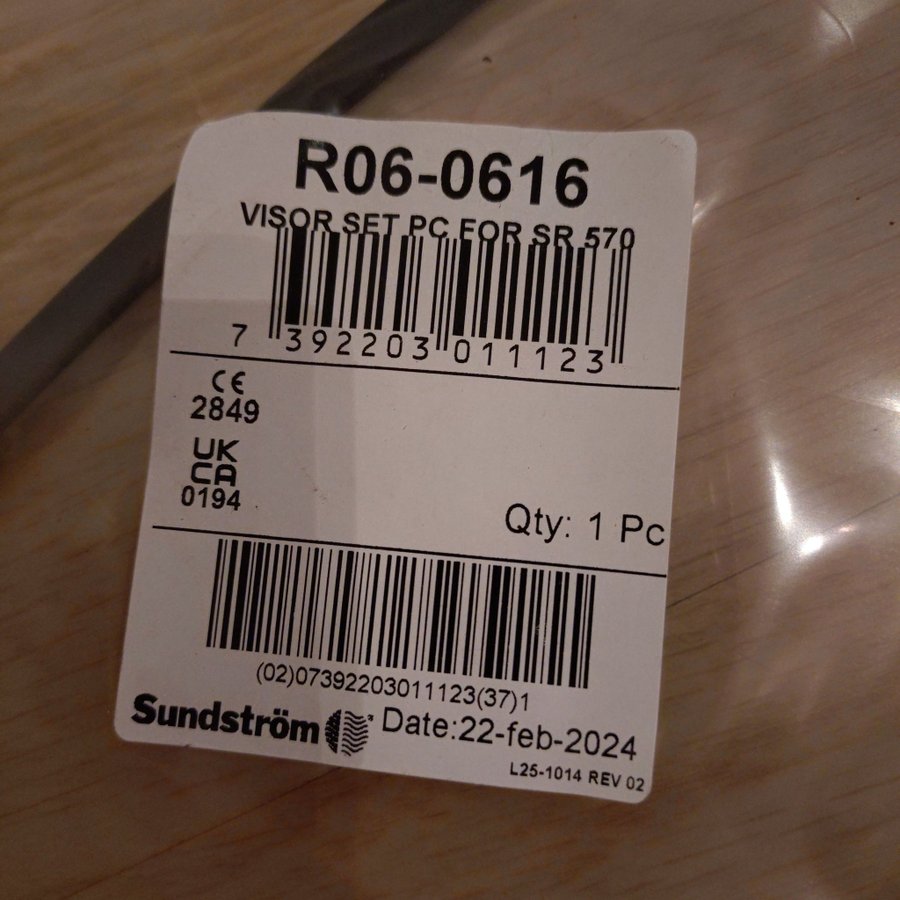 R06-0616
VISOR SET PC FOR SR 570
7 392203 011123
CE
2849
UK
CA
0194
Qty: 1 Pc
(02)07392203011123(37)1
Sundström Date:22-feb-2024
L25-1014 REV 02